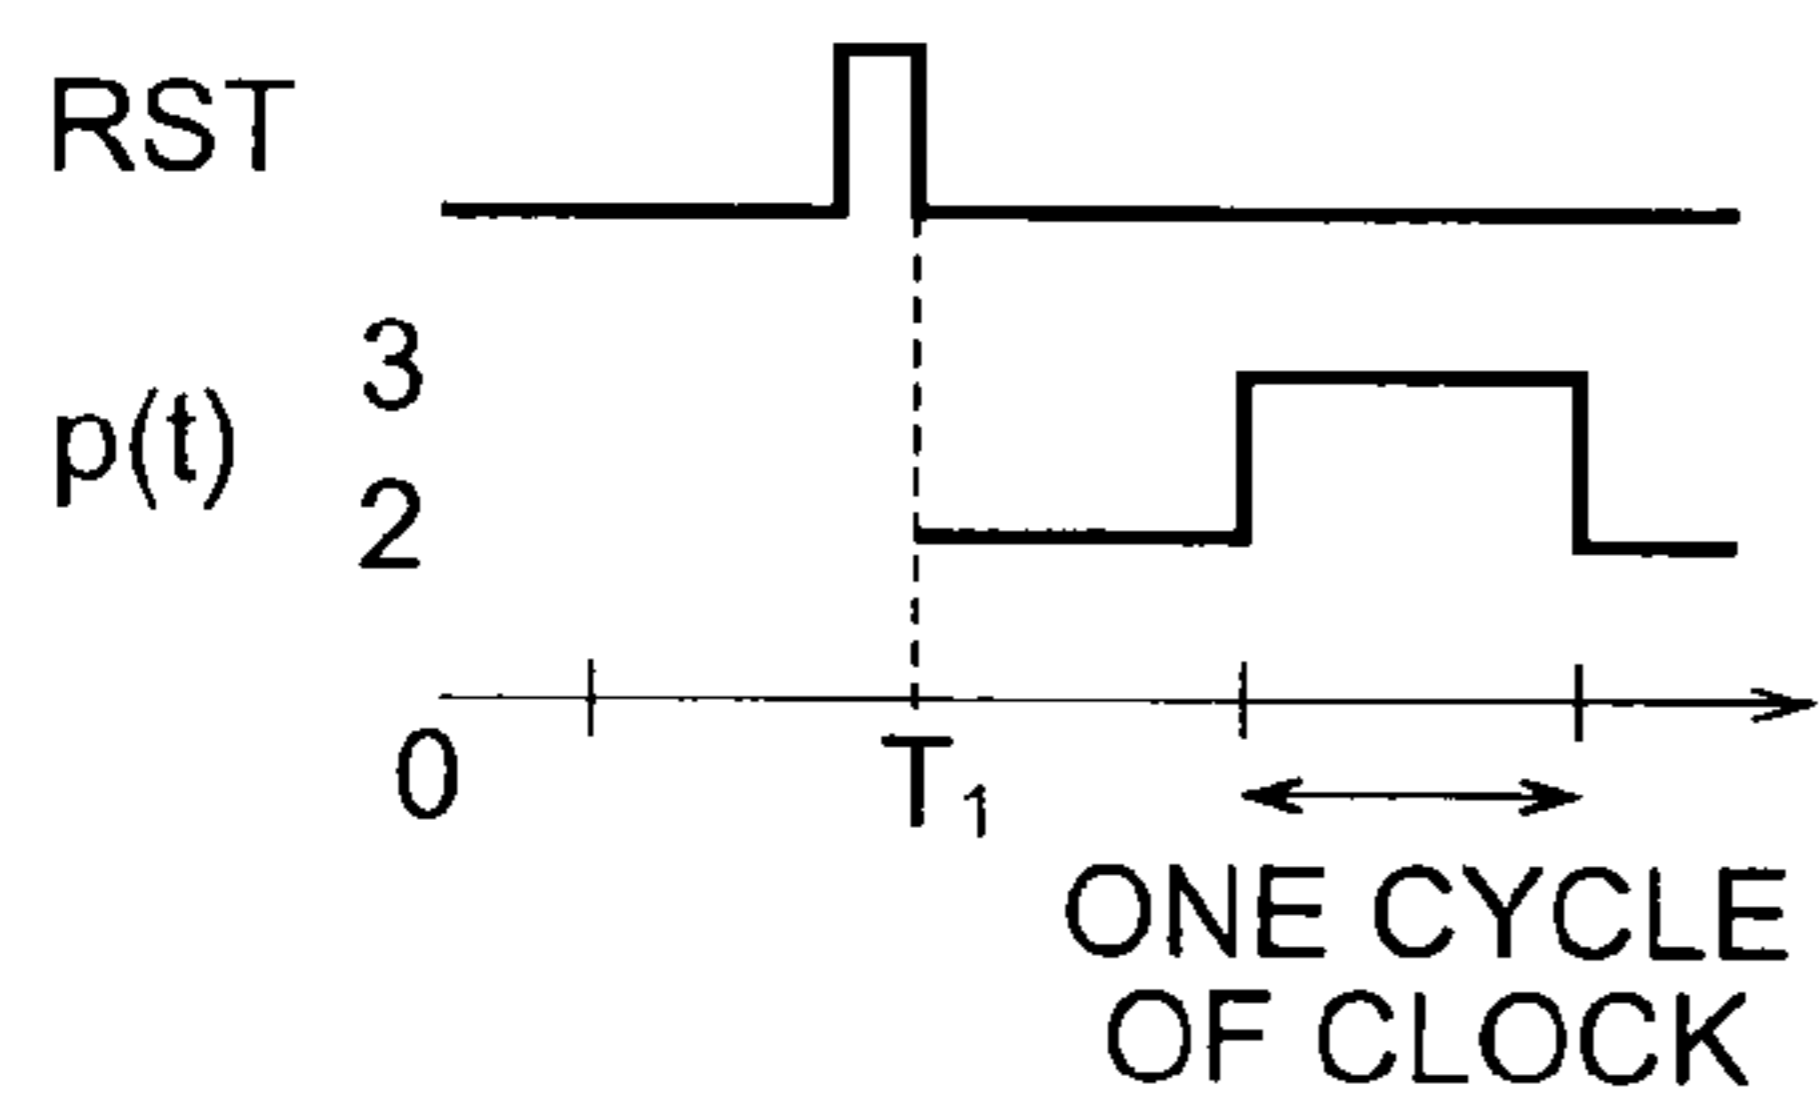 RST
3
p(t)
2
0
T1
ONE CYCLE
OF CLOCK